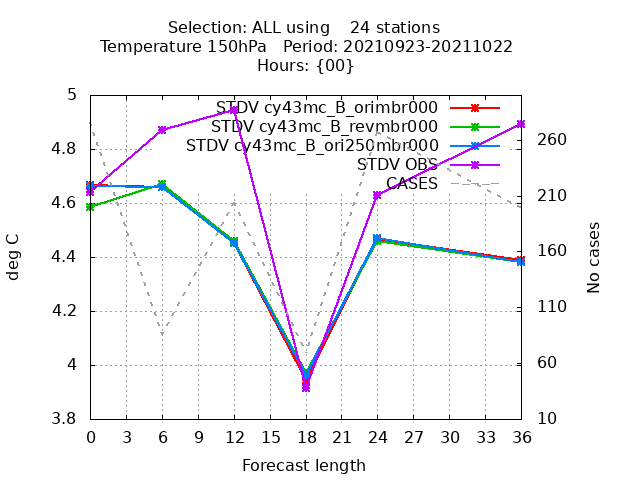 Selection: ALL using    24 stations
Temperature 150hPa   Period: 20210923-20211022
Hours: {00}
STDV cy43mc_B_orimbr000
STDV cy43mc_B_revmbr000
STDV cy43mc_B_ori250mbr000
STDV OBS
CASES
5
4.8
4.6
4.4
4.2
4
3.8
deg C
260
210
160
110
60
10
No cases
0 3 6 9 12 15 18 21 24 27 30 33 36
Forecast length